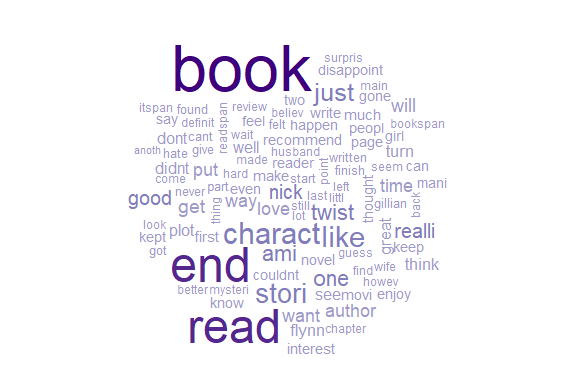 surpris
book disappoint
just gone main will
itspan found readspan review two write much
say definit feel believ felt happen peopl bookspan
dont cant wait well recommend page girl
anoth hate give made husband reader point written turn
didnt put hard make start finish seem can
come part even nick last left thought time mani
good never thing way love still littl twist gillian back
get lot
look kept plot first charact like great realli
got ami novel guess keep
end couldnt one find wife think
better mysteri stori seem movi howey enjoy
know want author
read flynn chapter
interest